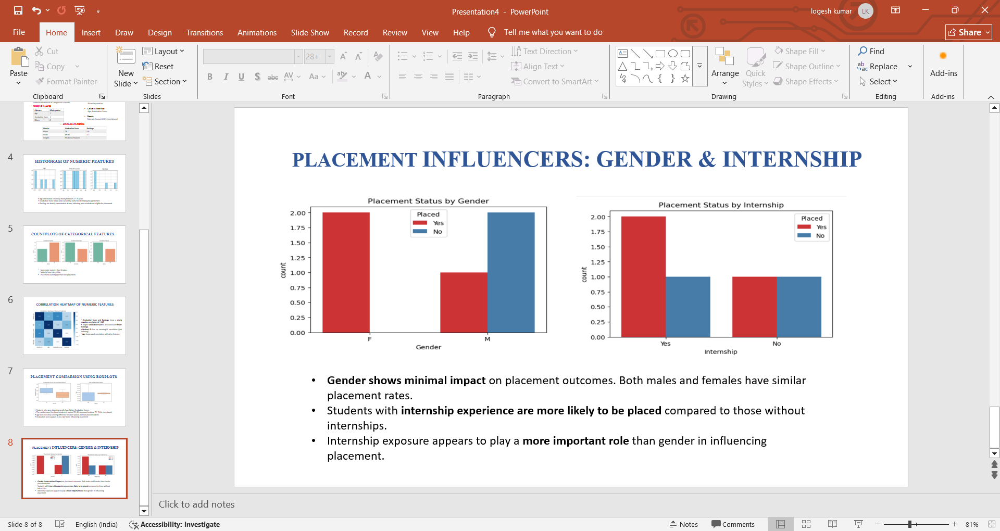 Presentation4 - PowerPoint
logesh kumar
LK
File
Home
Insert
Draw
Design
Transitions
Animations
Slide Show
Record
Review
View
Help
Tell me what you want to do
Share
Paste
Cut
Copy
Format Painter
Clipboard
New
Slide
Layout
Reset
Section
Slides
28+
B I U S abc AV Aa A
Font
Text Direction
Align Text
Convert to SmartArt
Paragraph
Arrange
Quick
Styles
Shape Fill
Shape Outline
Shape Effects
Drawing
Find
Replace
Select
Editing
Add-ins
Add-ins
4
HISTOGRAM OF NUMERIC FEATURES
5
COUNTPLOTS OF CATEGORICAL FEATURES
6
CORRELATION HEATMAP OF NUMERIC FEATURES
7
PLACEMENT COMPARSION USING BOXPLOTS
8
PLACEMENT INFLUENCERS: GENDER & INTERNSHIP
PLACEMENT INFLUENCERS: GENDER & INTERNSHIP
Placement Status by Gender
Placed
Yes
No
2.00
1.75
1.50
1.25
1.00
0.75
0.50
0.25
0.00
count
F
M
Gender
Placement Status by Internship
Placed
Yes
No
2.00
1.75
1.50
1.25
1.00
0.75
0.50
0.25
0.00
count
Yes
No
Internship
• Gender shows minimal impact on placement outcomes. Both males and females have similar
placement rates.
• Students with internship experience are more likely to be placed compared to those without
internships.
• Internship exposure appears to play a more important role than gender in influencing
placement.
Click to add notes
Slide 8 of 8
English (India)
Accessibility: Investigate
Notes
Comments
81%